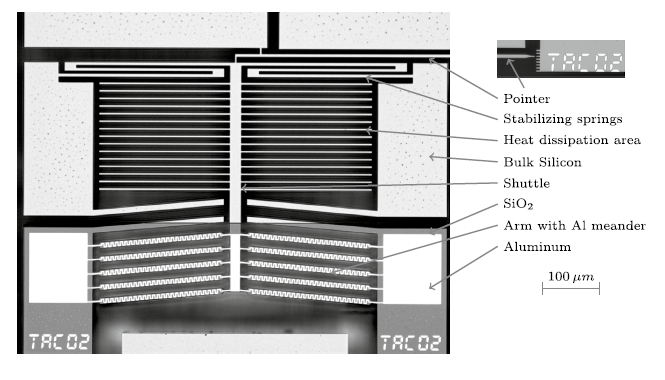 TAC02
Pointer
Stabilizing springs
Heat dissipation area
Bulk Silicon
Shuttle
SiO₂
Arm with Al meander
Aluminum
100 μm
TAC02
TAC02